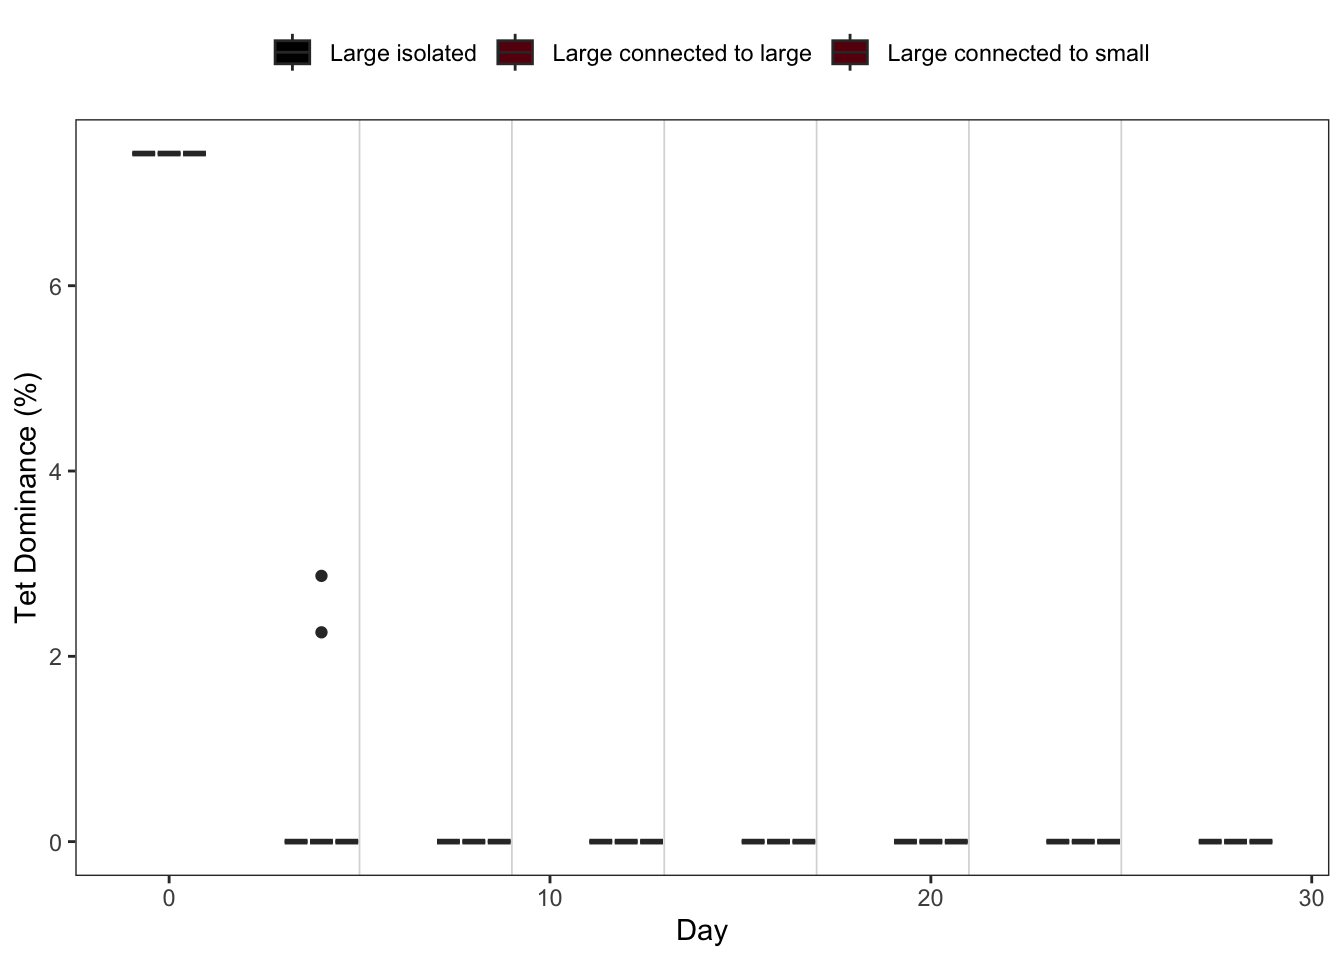 Large isolated Large connected to large Large connected to small
Tet Dominance (%)
6
4
2
0
0 10 20 30
Day